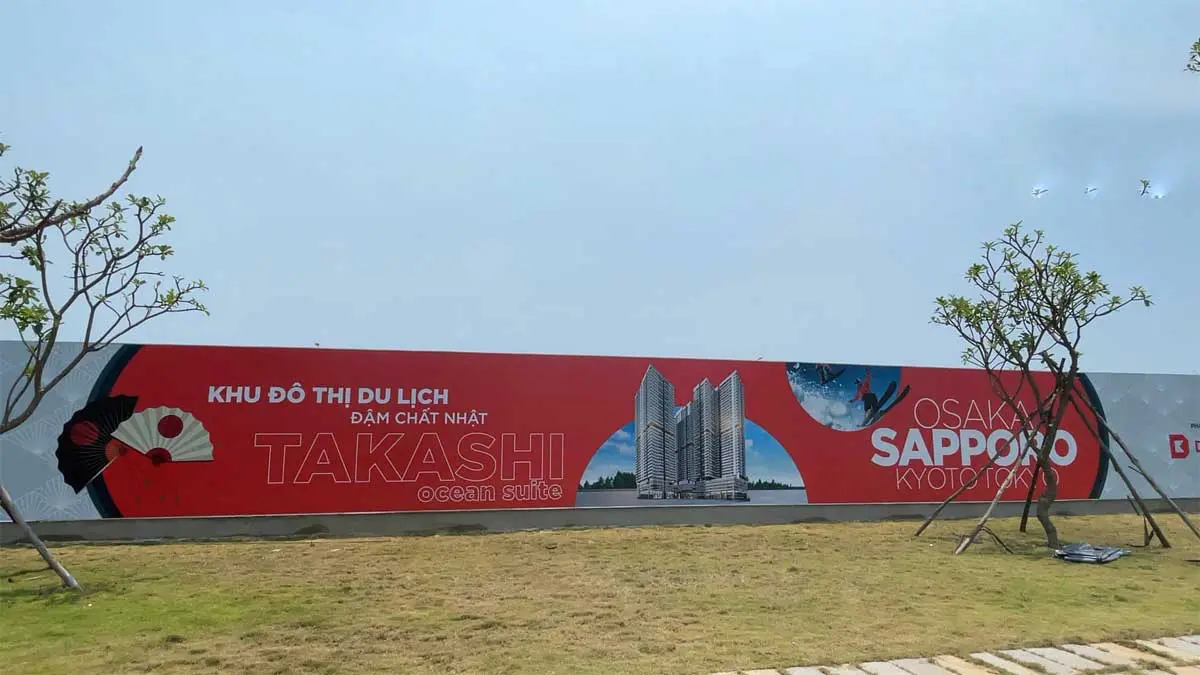 KHU ĐÔ THỊ DU LỊCH
ĐẬM CHẤT NHẬT
TAKASHI
ocean suite
OSAKA
SAPPORO
KYOTO TOKYO